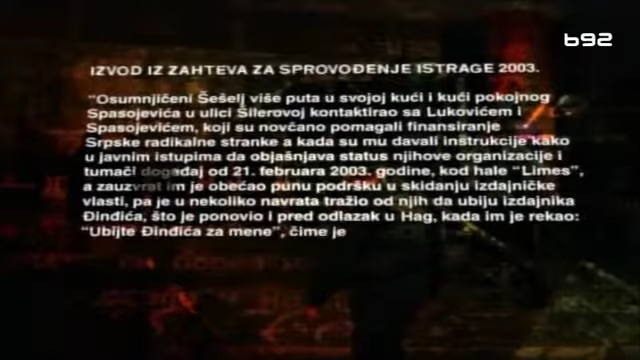 b92
IZVOD IZ ZAHTEVA ZA SPROVOĐENJE ISTRAGE 2003.
"Osumnjičeni Šešelj više puta u svojoj kući i kući pokojnog
Spasojevića u ulici Šilerovoj kontaktirao sa Lukovićem i
Spasojevićem, koji su novčano pomagali finansiranje
Srpske radikalne stranke a kada su mu davali instrukcije kako
u javnim istupima da objašnjava status njihove organizacije i
tumači događaj od 21. februara 2003. godine, kod hale "Limes",
a zauzvrat im je obećao punu podršku u skidanju izdajničke
vlasti, pa je u nekoliko navrata tražio od njih da ubiju izdajnika
Đinđića, što je ponovio i pred odlazak u Hag, kada im je rekao:
"Ubijte Đinđića za mene", čime je